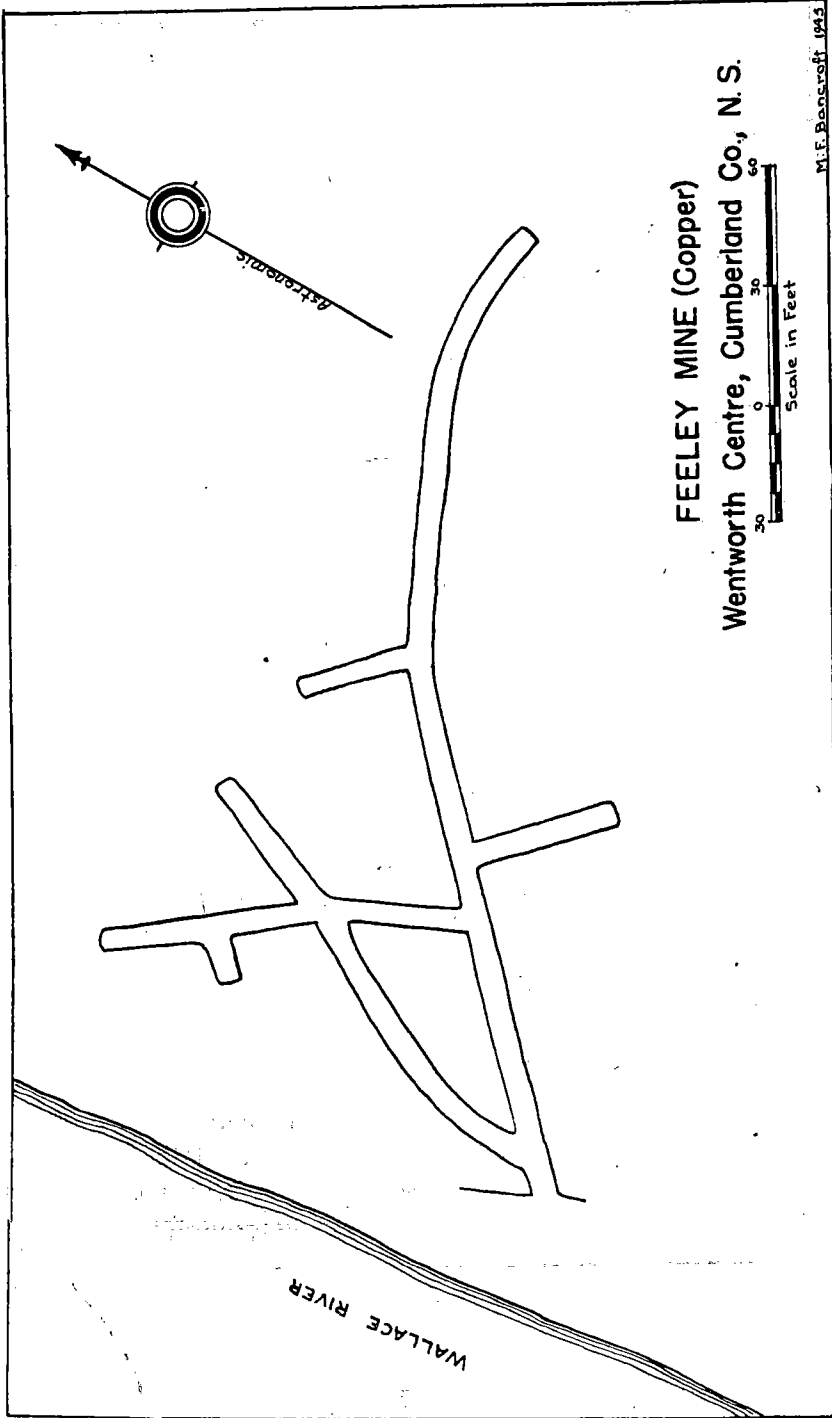 Astronomic
WALLACE RIVER
FEELEY MINE (Copper)
Wentworth Centre, Cumberland Co., N.S.
30 0 30 60
Scale in Feet
M.F. Bancroft 1943